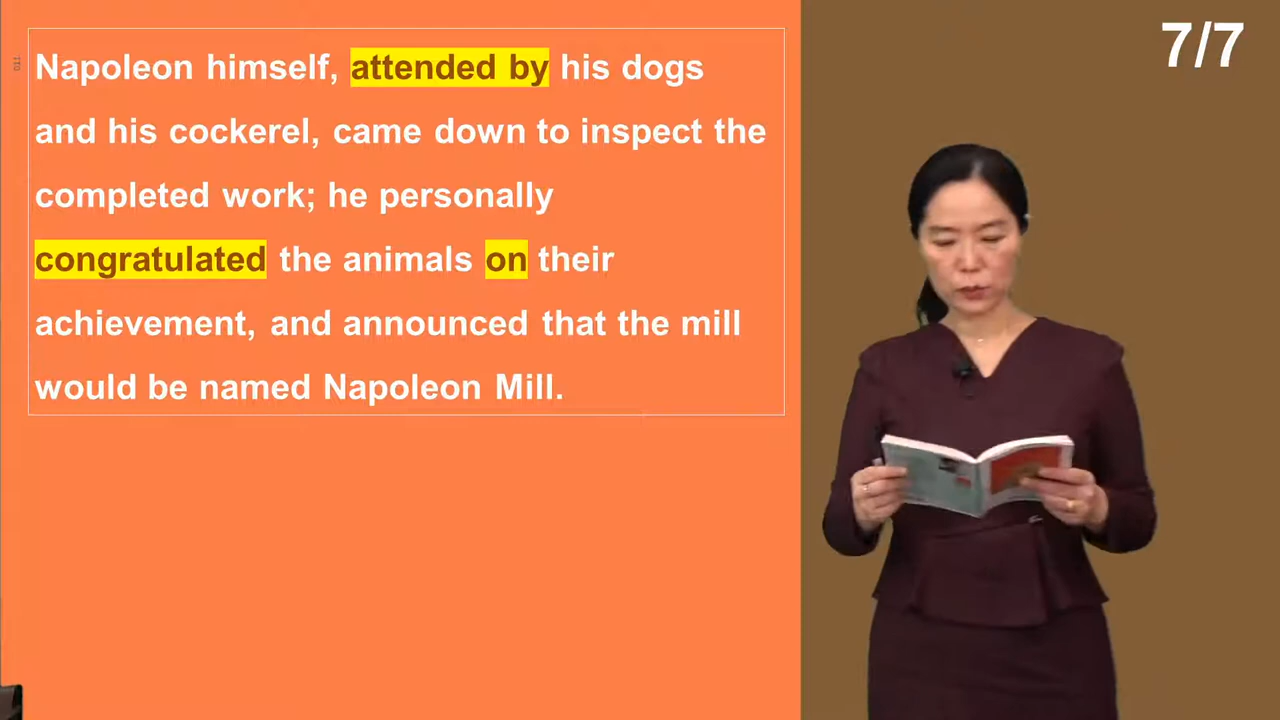 Napoleon himself, attended by his dogs
and his cockerel, came down to inspect the
completed work; he personally
congratulated the animals on their
achievement, and announced that the mill
would be named Napoleon Mill.
7/7